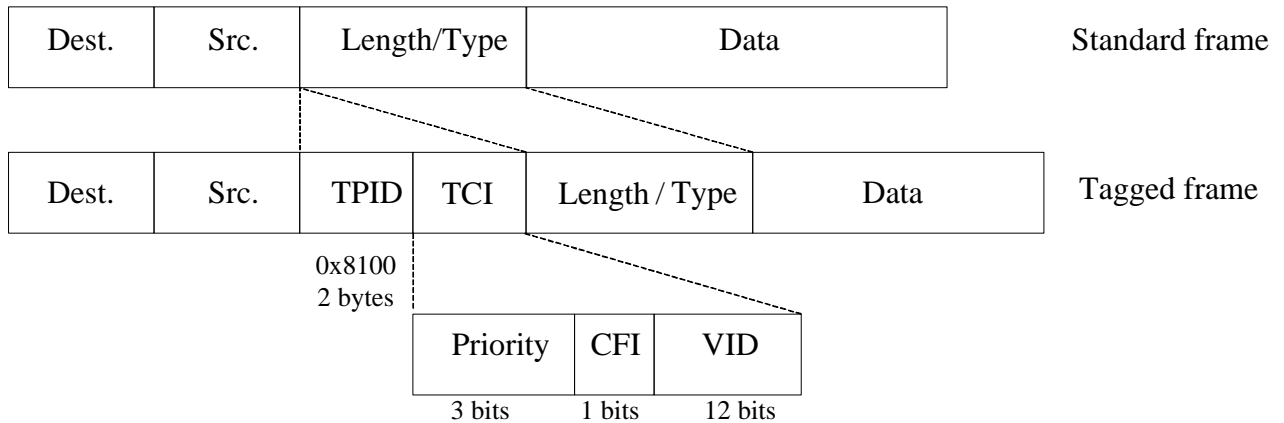 Dest. Src. Length/Type Data Standard frame
Dest. Src. TPID TCI Length / Type Data Tagged frame
0x8100
2 bytes
Priority CFI VID
3 bits 1 bits 12 bits